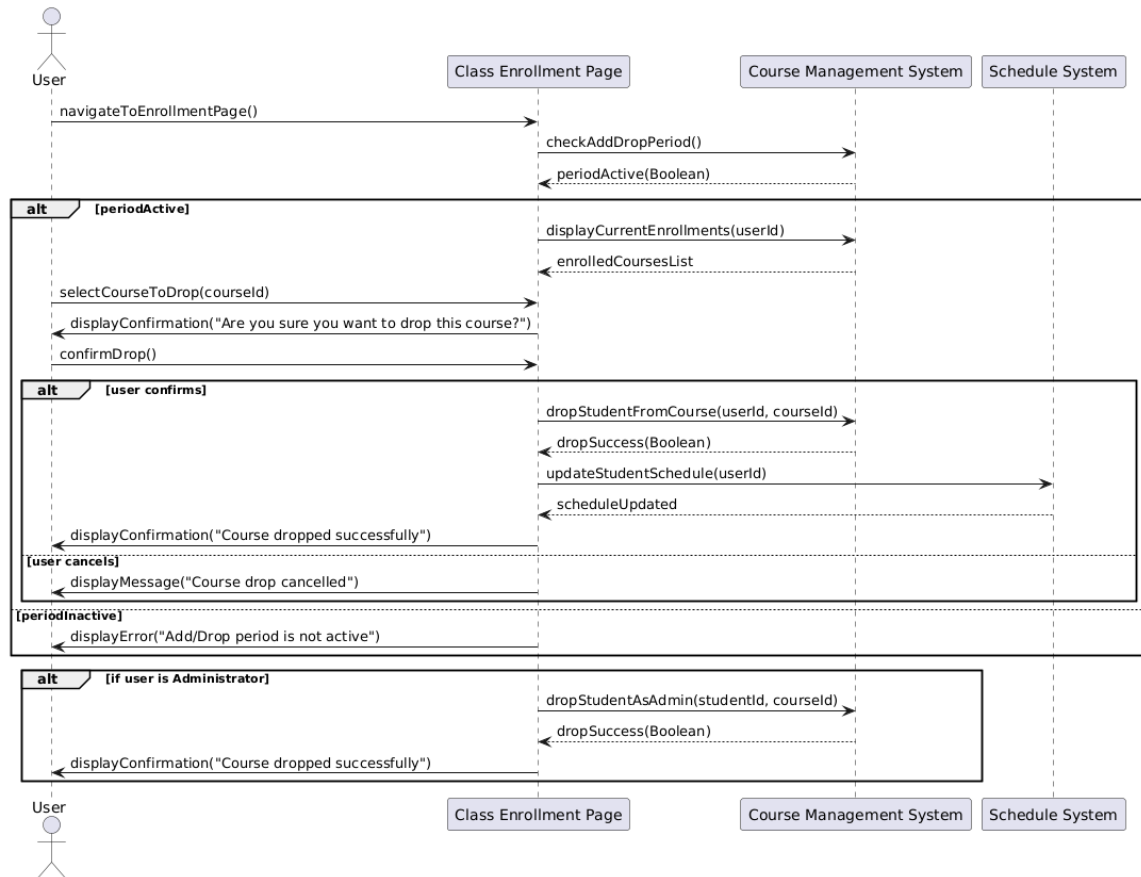 User
Class Enrollment Page
Course Management System
Schedule System
navigateToEnrollmentPage()
checkAddDropPeriod()
periodActive(Boolean)
alt
[periodActive]
displayCurrentEnrollments(userId)
enrolledCoursesList
selectCourseToDrop(courseId)
displayConfirmation("Are you sure you want to drop this course?")
confirmDrop()
alt
[user confirms]
dropStudentFromCourse(userId, courseId)
dropSuccess(Boolean)
updateStudentSchedule(userId)
scheduleUpdated
displayConfirmation("Course dropped successfully")
[user cancels]
displayMessage("Course drop cancelled")
[periodInactive]
displayError("Add/Drop period is not active")
alt
[if user is Administrator]
dropStudentAsAdmin(studentId, courseId)
dropSuccess(Boolean)
displayConfirmation("Course dropped successfully")
User
Class Enrollment Page
Course Management System
Schedule System